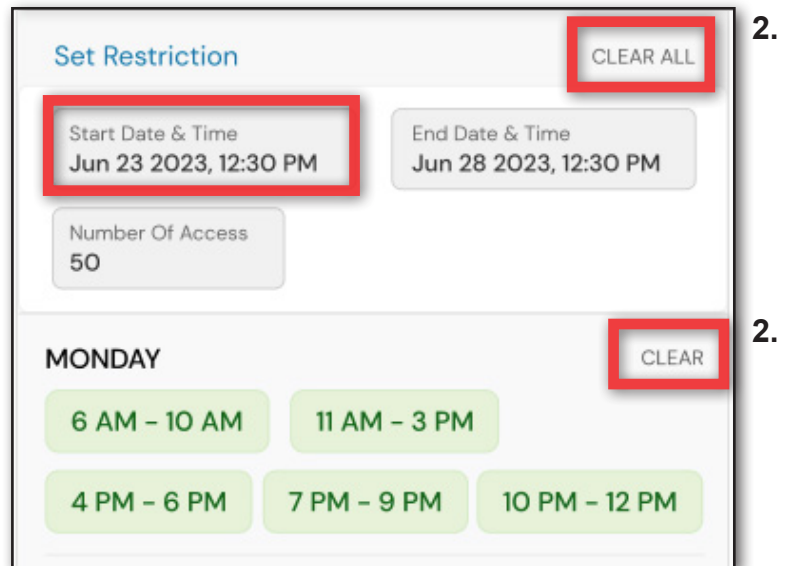 2.
Set Restriction CLEAR ALL
Start Date & Time End Date & Time
Jun 23 2023, 12:30 PM Jun 28 2023, 12:30 PM
Number Of Access
50
2.
MONDAY CLEAR
6 AM – 10 AM 11 AM – 3 PM
4 PM – 6 PM 7 PM – 9 PM 10 PM – 12 PM